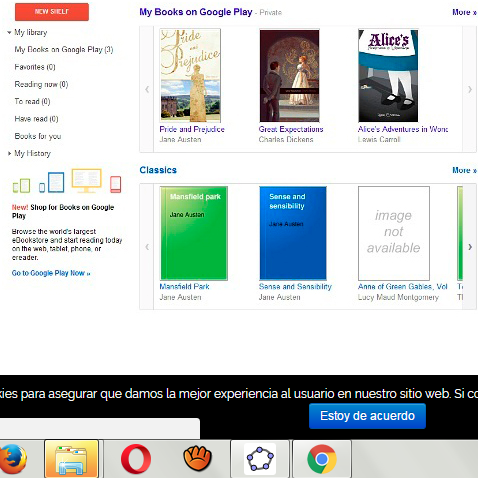 NEW SHELF
My library
My Books on Google Play (3)
Favorites (0)
Reading now (0)
To read (0)
Have read (0)
Books for you
My History
New! Shop for Books on Google
Play
Browse the world's largest
eBookstore and start reading today
on the web, tablet, phone, or
ereader.
Go to Google Play Now »
My Books on Google Play - Private
More »
Pride and
Prejudice
Alice's
Pride and Prejudice
Jane Austen
Great Expectations
Charles Dickens
Alice's Adventures in Wonc
Lewis Carroll
Classics
More »
Mansfield park
Jane Austen
Sense and
sensibility
Jane Austen
image
not
available
Mansfield Park
Jane Austen
Sense and Sensibility
Jane Austen
Anne of Green Gables, Vol
Lucy Maud Montgomery
kies para asegurar que damos la mejor experiencia al usuario en nuestro sitio web. Si co
Estoy de acuerdo